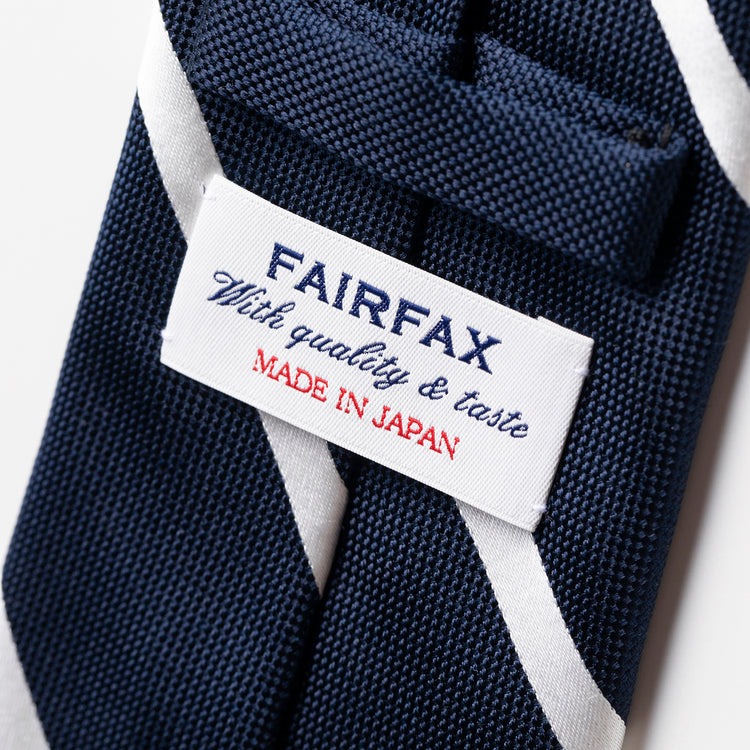 FAIRFAX
With quality & taste
MADE IN JAPAN